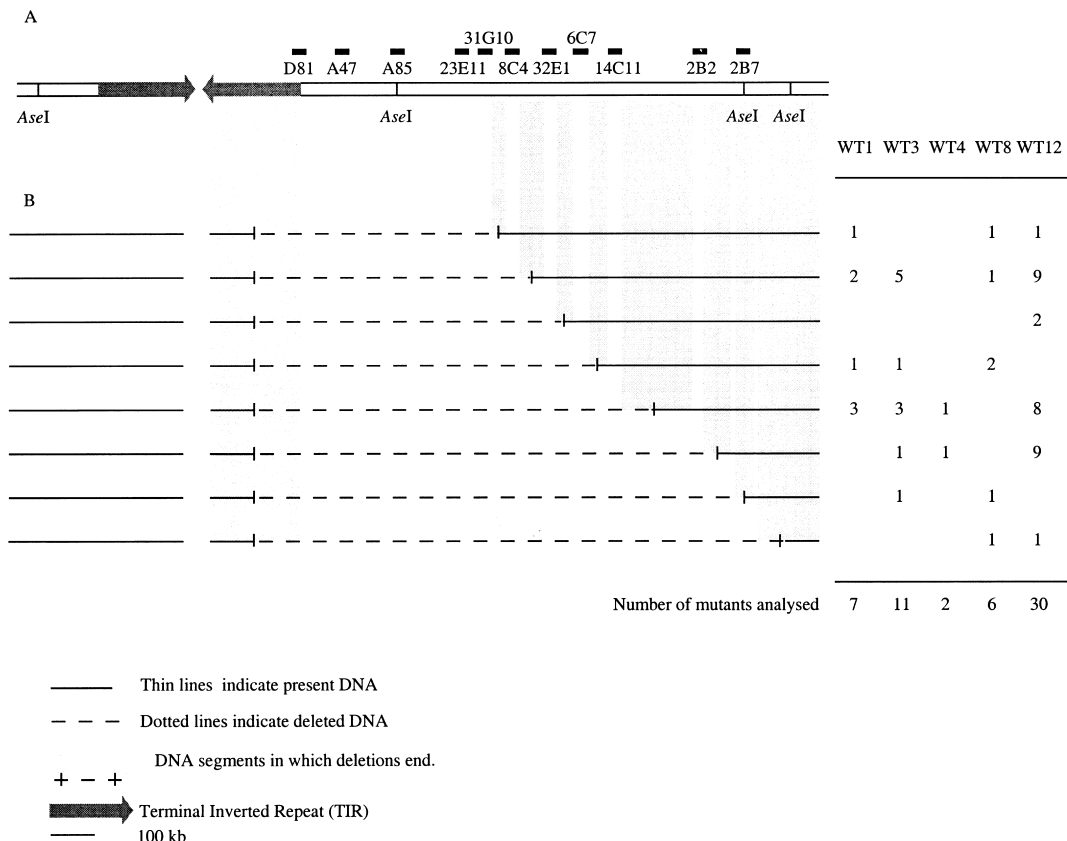 A
31G10 6C7
D81 A47 A85 23E11 8C4 32E1 14C11 2B2 2B7
AseI AseI AseI AseI
WT1 WT3 WT4 WT8 WT12
B
1 1 1
2 5 1 9
2
1 1 2
3 3 1 8
1 1 9
1 1
1 1
Number of mutants analysed 7 11 2 6 30
Thin lines indicate present DNA
Dotted lines indicate deleted DNA
DNA segments in which deletions end.
+ – +
Terminal Inverted Repeat (TIR)
100 kb